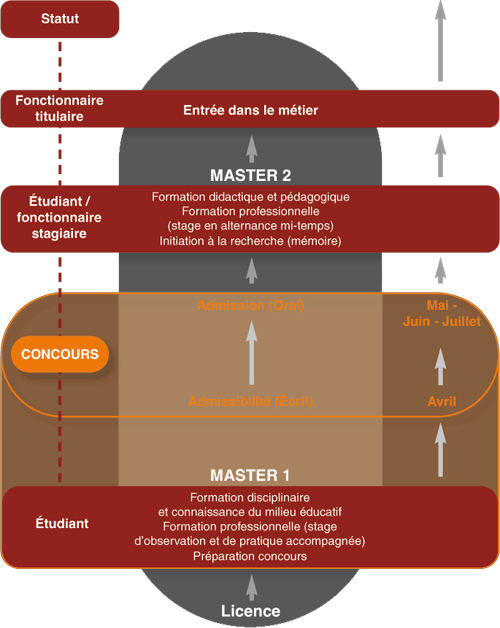 Statut
Fonctionnaire
titulaire
Entrée dans le métier
MASTER 2
Étudiant /
fonctionnaire
stagiaire
Formation didactique et pédagogique
Formation professionnelle
(stage en alternance mi-temps)
Initiation à la recherche (mémoire)
Admission (Oral)
Mai -
Juin - Juillet
CONCOURS
Admissibilité (Écrit)
Avril
MASTER 1
Étudiant
Formation disciplinaire
et connaissance du milieu éducatif
Formation professionnelle (stage
d'observation et de pratique accompagnée)
Préparation concours
Licence